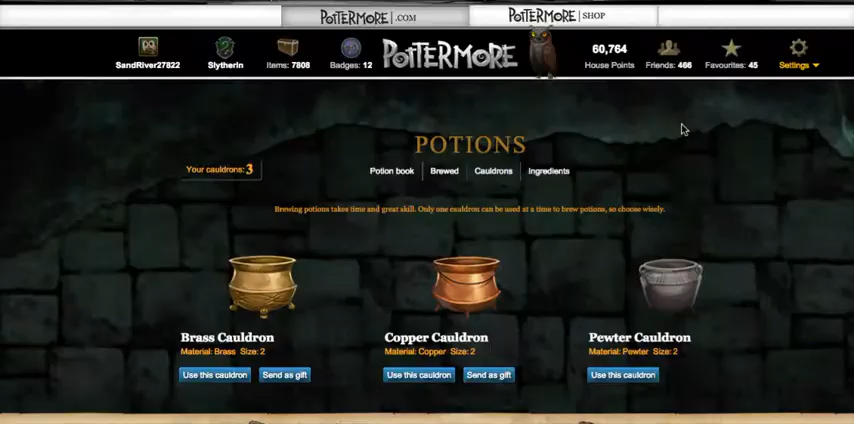 POTTERMORE .COM
POTTERMORE SHOP
SandRiver27822
Slytherin
Items: 7808
Badges: 12
POTTERMORE
60,764
House Points
Friends: 466
Favourites: 45
Settings
POTIONS
Your cauldrons: 3
Potion book
Brewed
Cauldrons
Ingredients
Brewing potions takes time and great skill. Only one cauldron can be used at a time to brew potions, so choose wisely.
Brass Cauldron
Material: Brass Size: 2
Use this cauldron
Send as gift
Copper Cauldron
Material: Copper Size: 2
Use this cauldron
Send as gift
Pewter Cauldron
Material: Pewter Size: 2
Use this cauldron